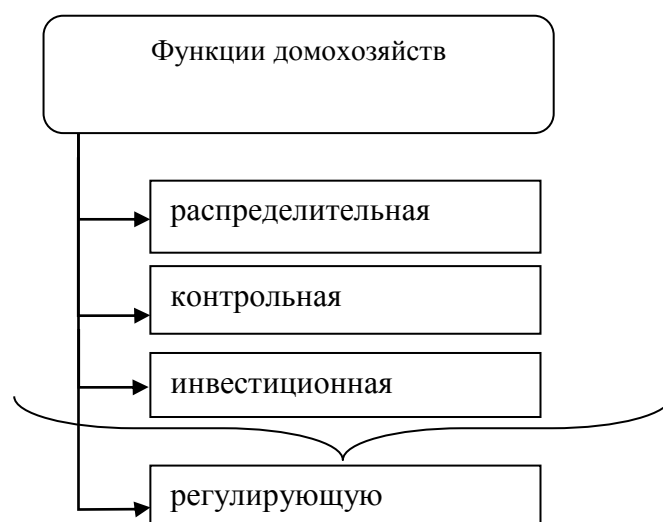 Функции домохозяйств
распределительная
контрольная
инвестиционная
регулирующую